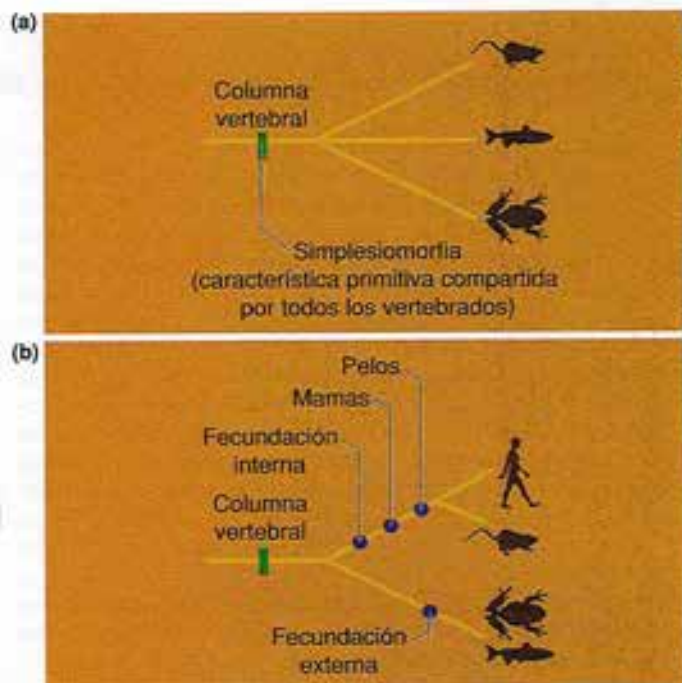 (a)
Columna
vertebral
Simplesiomorfia
(característica primitiva compartida
por todos los vertebrados)
(b)
Pelos
Mamas
Fecundación
interna
Columna
vertebral
Fecundación
externa